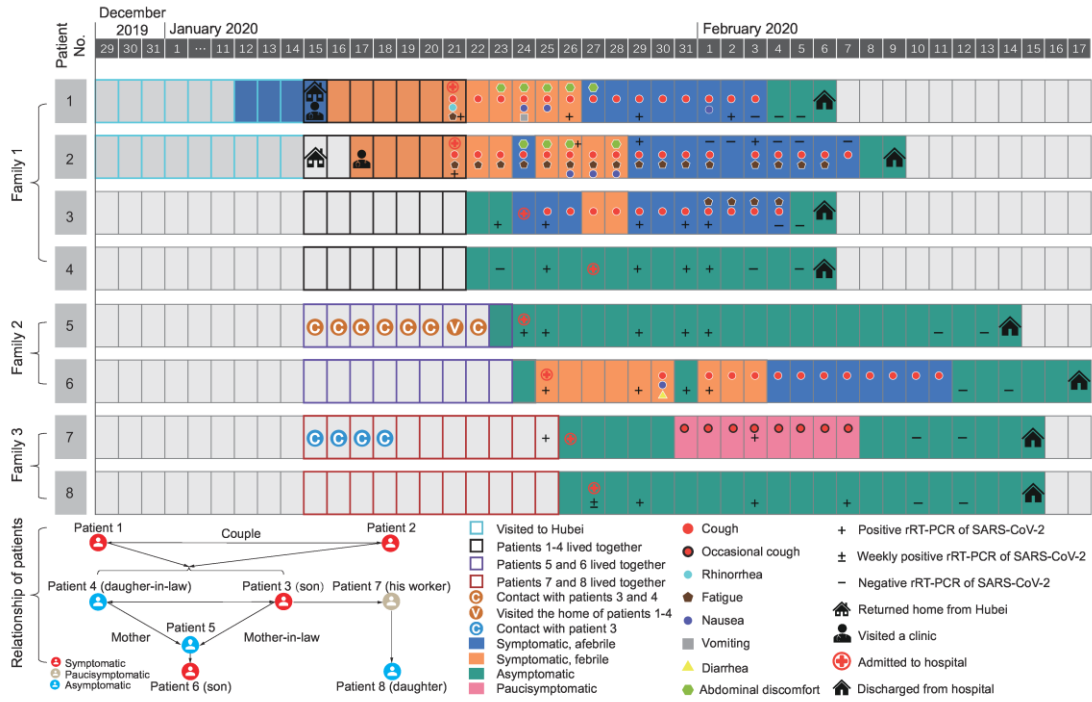 December
2019
January 2020
February 2020
Patient No.
29 30 31 1 ... 11 12 13 14 15 16 17 18 19 20 21 22 23 24 25 26 27 28 29 30 31 1 2 3 4 5 6 7 8 9 10 11 12 13 14 15 16 17
Family 1
1
+ + + + − −
2
+ + + − − + − − −
3
+ + + + + − −
4
− + + + + − −
Family 2
5
C C C C C C V C
+ + + + + − −
6
+ + + + − −
Family 3
7
C C C C
+ + − −
8
± − − − − −
Relationship of patients
Patient 1
Couple
Patient 2
Patient 4 (daugher-in-law)
Patient 3 (son)
Patient 7 (his worker)
Mother
Patient 5
Mother-in-law
Patient 6 (son)
Patient 8 (daughter)
Symptomatic
Paucisymptomatic
Asymptomatic
Visited to Hubei
Patients 1-4 lived together
Patients 5 and 6 lived together
Patients 7 and 8 lived together
C Contact with patients 3 and 4
V Visited the home of patients 1-4
C Contact with patient 3
Symptomatic, afebrile
Symptomatic, febrile
Asymptomatic
Paucisymptomatic
Cough
Occasional cough
Rhinorrhea
Fatigue
Nausea
Vomiting
Diarrhea
Abdominal discomfort
+ Positive rRT-PCR of SARS-CoV-2
± Weekly positive rRT-PCR of SARS-CoV-2
− Negative rRT-PCR of SARS-CoV-2
Returned home from Hubei
Visited a clinic
Admitted to hospital
Discharged from hospital